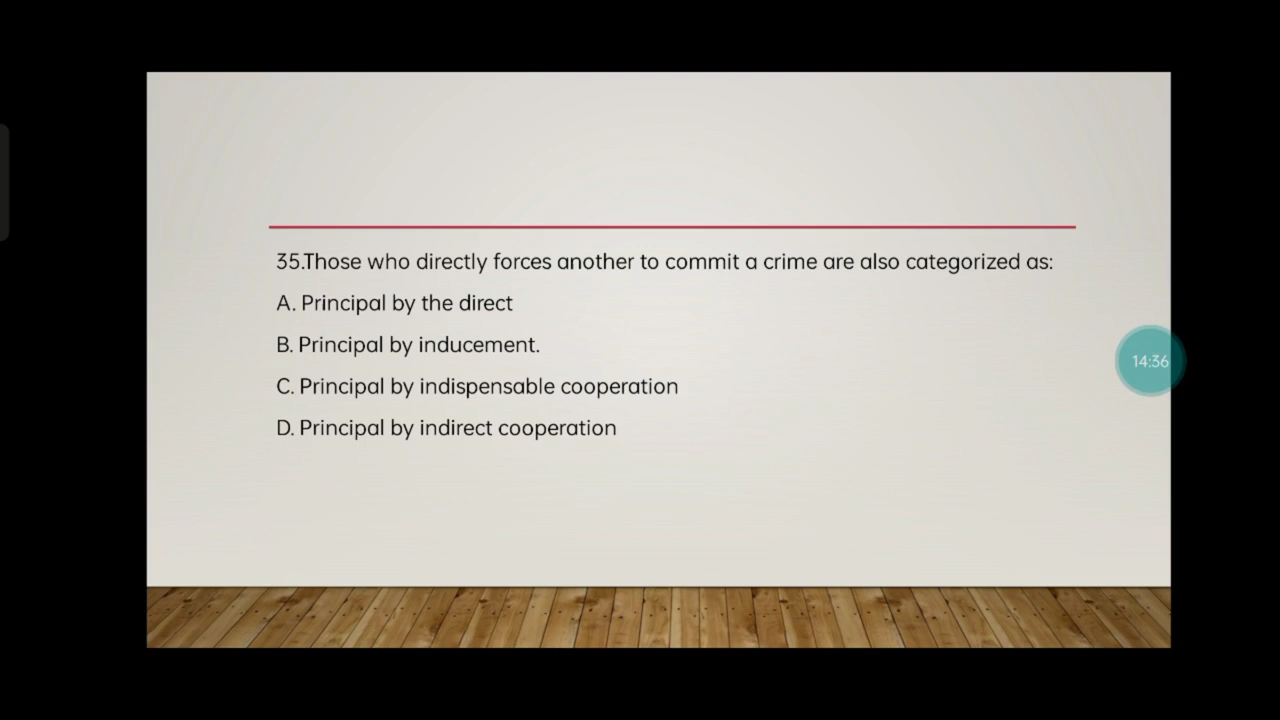 35.Those who directly forces another to commit a crime are also categorized as:
A. Principal by the direct
B. Principal by inducement.
C. Principal by indispensable cooperation
D. Principal by indirect cooperation
14:36